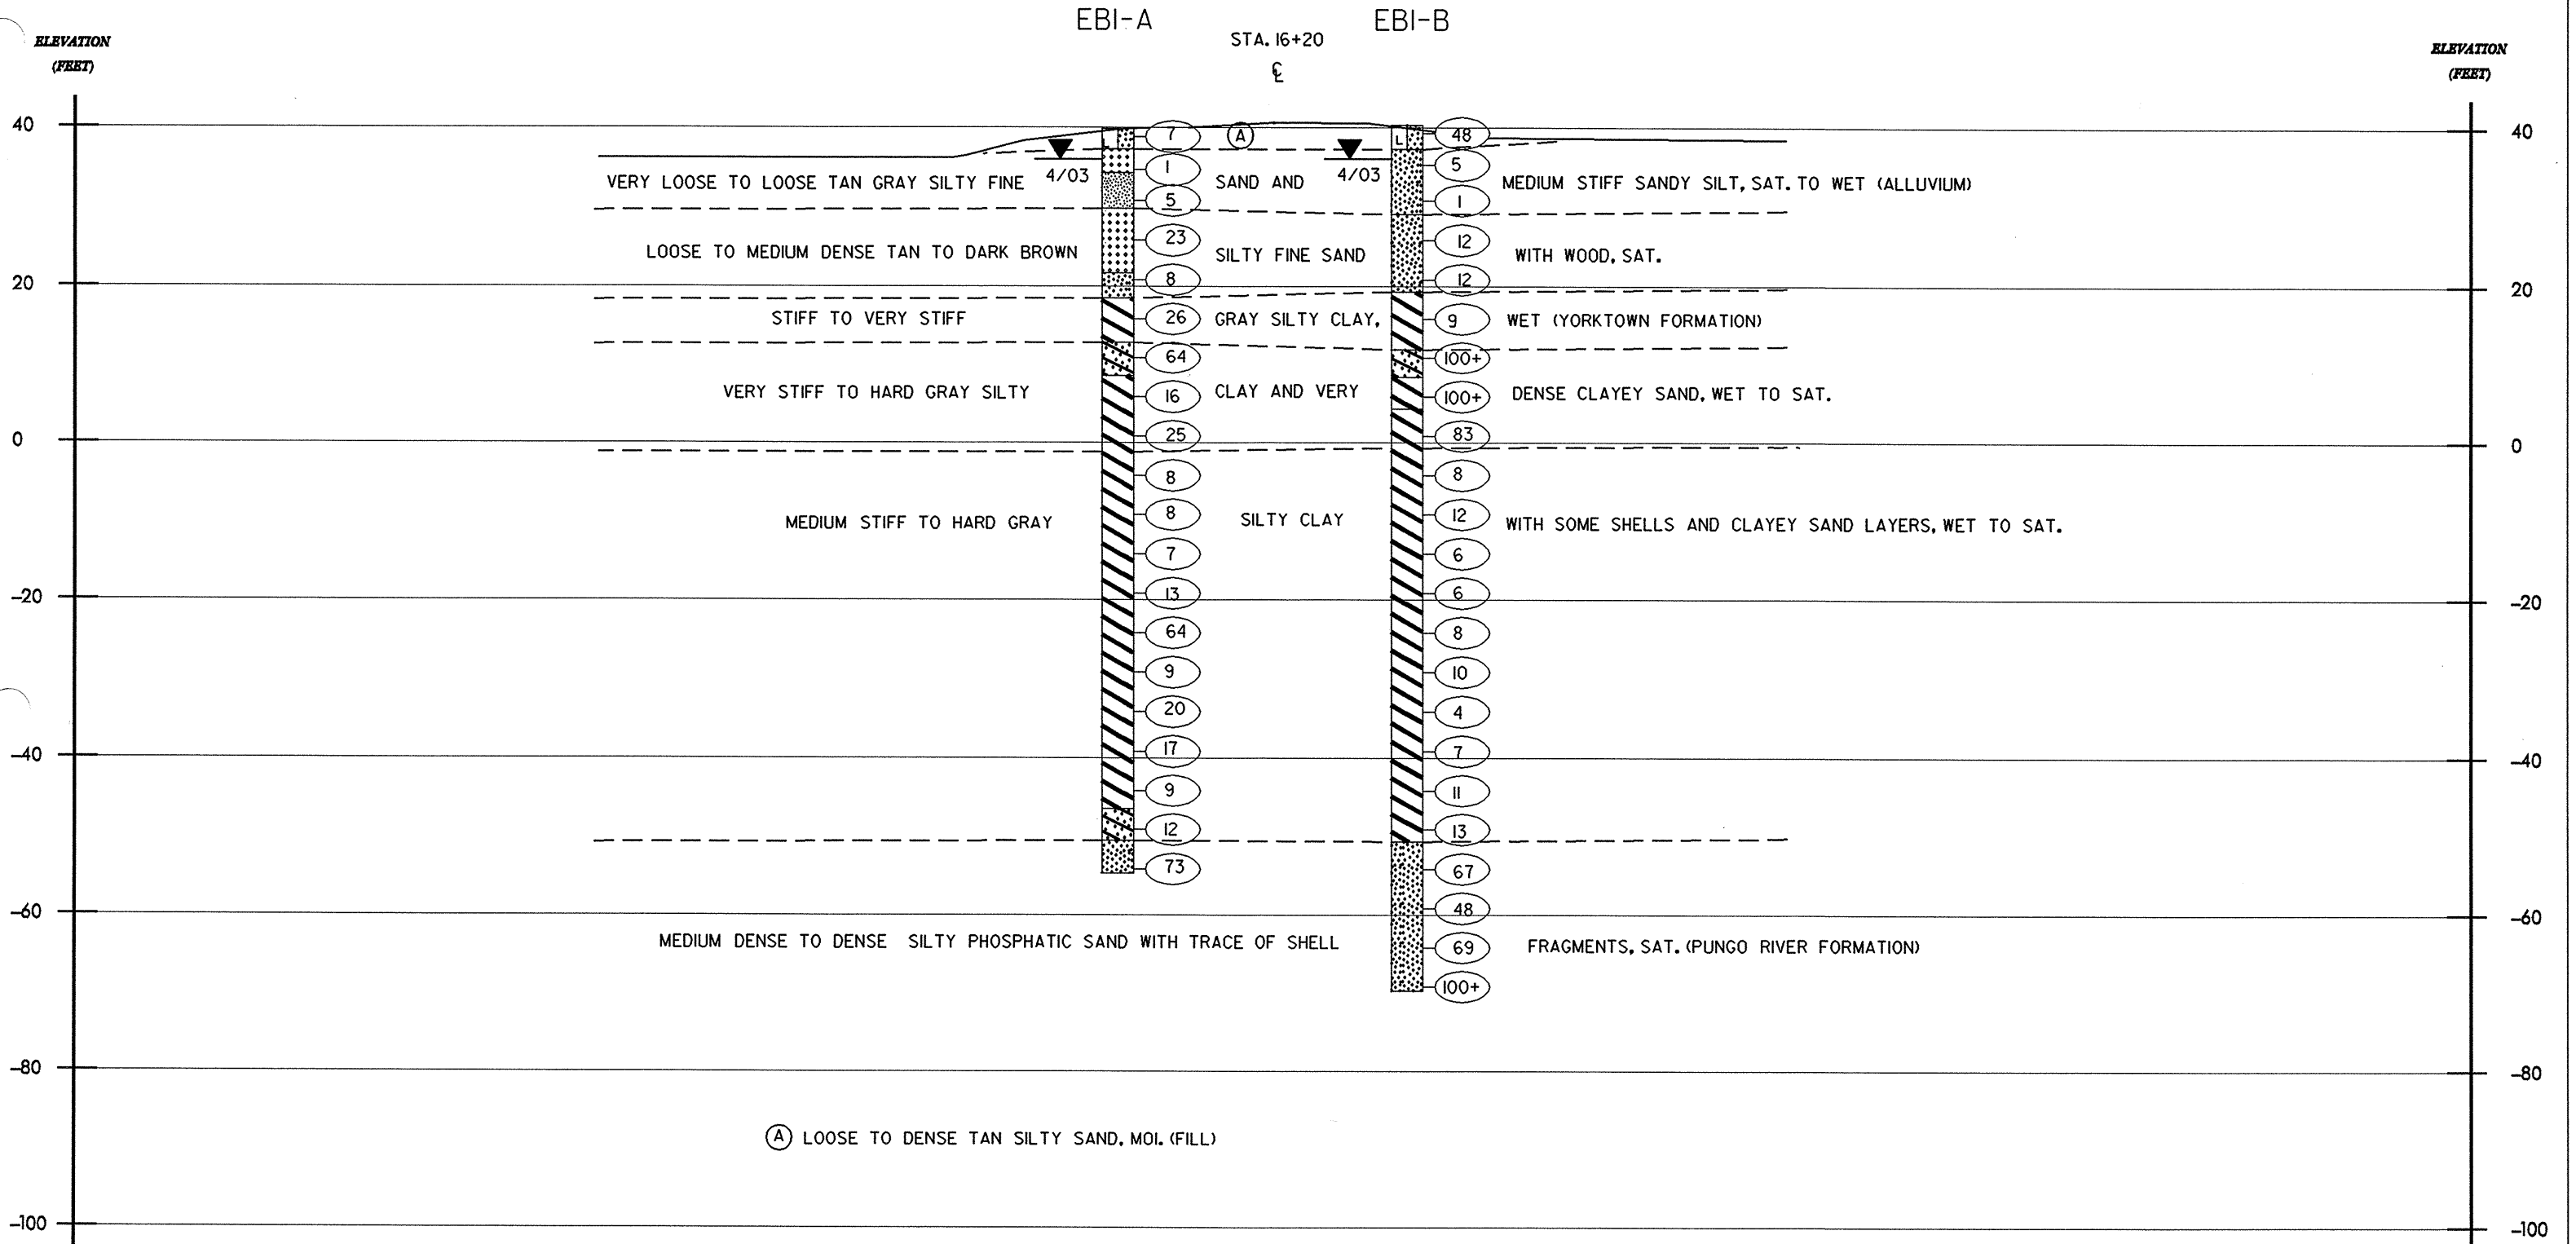 EB1-A EB1-B
STA. 16+20
℄
ELEVATION (FEET) ELEVATION (FEET)
40 7 A 48 40
L L
4/03 1 4/03 5
VERY LOOSE TO LOOSE TAN GRAY SILTY FINE SAND AND MEDIUM STIFF SANDY SILT, SAT. TO WET (ALLUVIUM)
5 1
23 12
LOOSE TO MEDIUM DENSE TAN TO DARK BROWN SILTY FINE SAND WITH WOOD, SAT.
20 8 12 20
STIFF TO VERY STIFF 26 GRAY SILTY CLAY, 9 WET (YORKTOWN FORMATION)
64 100+
VERY STIFF TO HARD GRAY SILTY 16 CLAY AND VERY 100+ DENSE CLAYEY SAND, WET TO SAT.
0 25 83 0
8 8
8 12
MEDIUM STIFF TO HARD GRAY SILTY CLAY WITH SOME SHELLS AND CLAYEY SAND LAYERS, WET TO SAT.
7 6
-20 13 6 -20
64 8
9 10
20 4
-40 17 7 -40
9 11
12 13
73 67
-60 48 -60
MEDIUM DENSE TO DENSE SILTY PHOSPHATIC SAND WITH TRACE OF SHELL 69 FRAGMENTS, SAT. (PUNGO RIVER FORMATION)
100+
-80 -80
A LOOSE TO DENSE TAN SILTY SAND, MOI. (FILL)
-100 -100